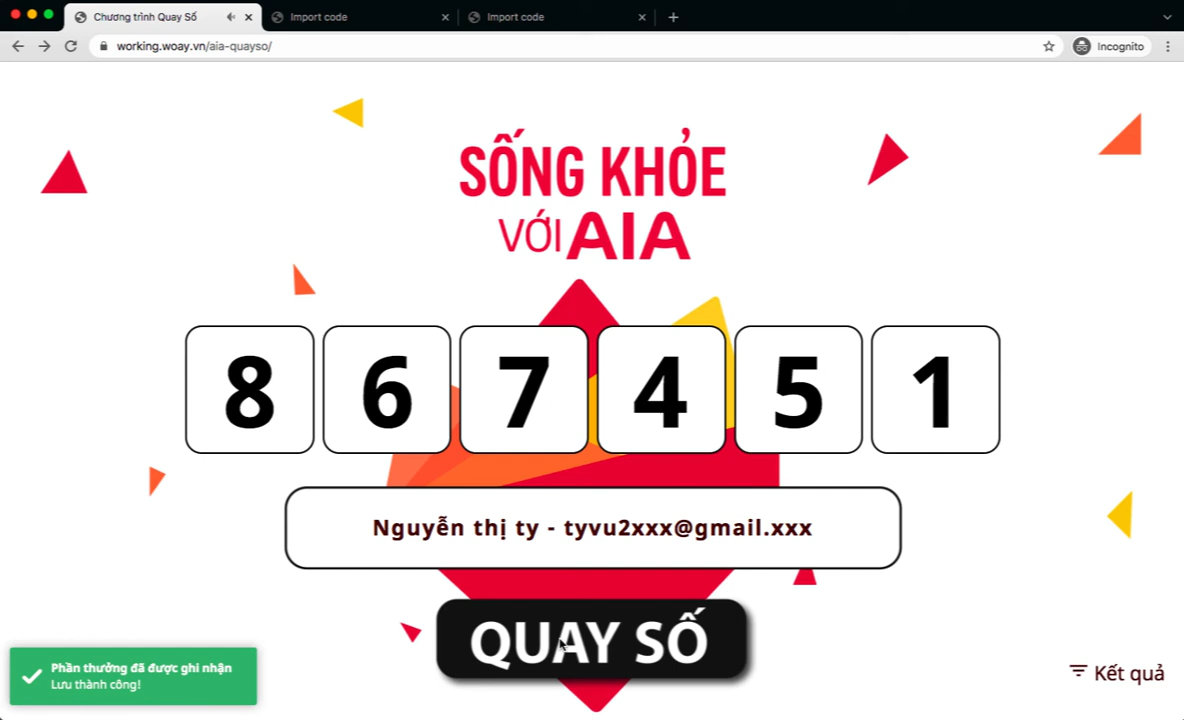 Chương trình Quay Số
Import code
Import code
working.woay.vn/aia-quayso/
Incognito
SỐNG KHỎE
VỚI AIA
8 6 7 4 5 1
Nguyễn thị ty - tyvu2xxx@gmail.xxx
QUAY SỐ
Phần thưởng đã được ghi nhận
Lưu thành công!
Kết quả